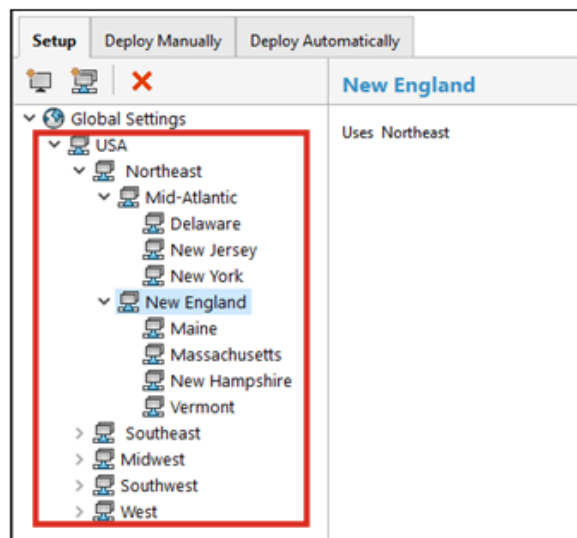 Setup Deploy Manually Deploy Automatically
New England
Uses Northeast
Global Settings
USA
Northeast
Mid-Atlantic
Delaware
New Jersey
New York
New England
Maine
Massachusetts
New Hampshire
Vermont
Southeast
Midwest
Southwest
West